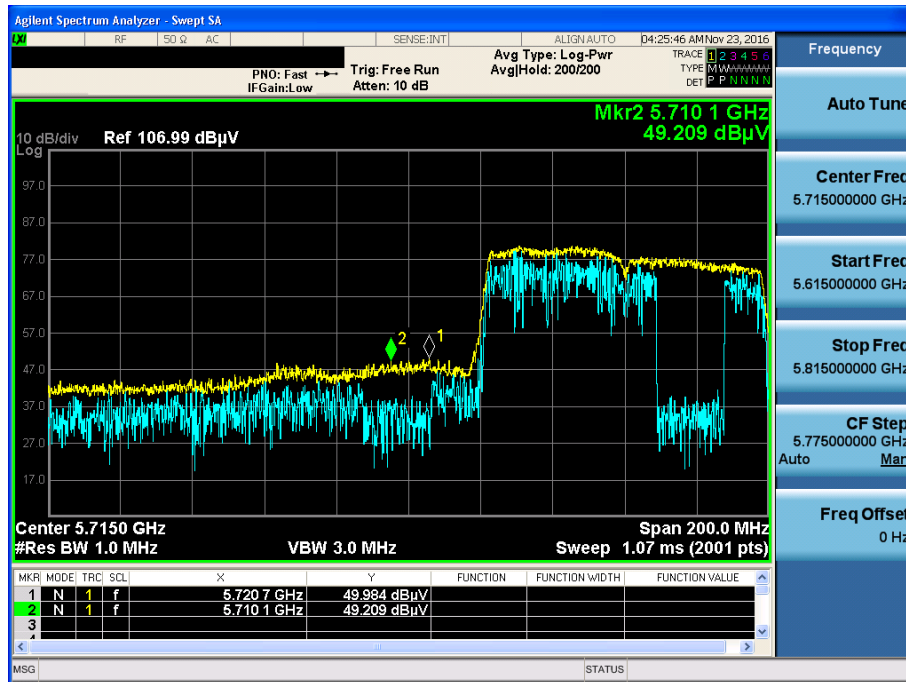 Agilent Spectrum Analyzer - Swept SA
LXI RF 50 Ω AC SENSE:INT ALIGN AUTO 04:25:46 AM Nov 23, 2016
Frequency
PNO: Fast
IFGain:Low
Trig: Free Run
Atten: 10 dB
Avg Type: Log-Pwr
Avg|Hold: 200/200
TRACE 1 2 3 4 5 6
TYPE M W W W W W
DET P P N N N N
Auto Tune
Mkr2 5.710 1 GHz
49.209 dBµV
10 dB/div
Log
Ref 106.99 dBµV
97.0
87.0
77.0
67.0
57.0
47.0
37.0
27.0
17.0
2
1
Center Freq
5.715000000 GHz
Start Freq
5.615000000 GHz
Stop Freq
5.815000000 GHz
CF Step
5.775000000 GHz
Auto Man
Freq Offset
0 Hz
Center 5.7150 GHz Span 200.0 MHz
#Res BW 1.0 MHz VBW 3.0 MHz Sweep 1.07 ms (2001 pts)
MKR MODE TRC SCL X Y FUNCTION FUNCTION WIDTH FUNCTION VALUE
1 N 1 f 5.720 7 GHz 49.984 dBµV
2 N 1 f 5.710 1 GHz 49.209 dBµV
3
MSG STATUS